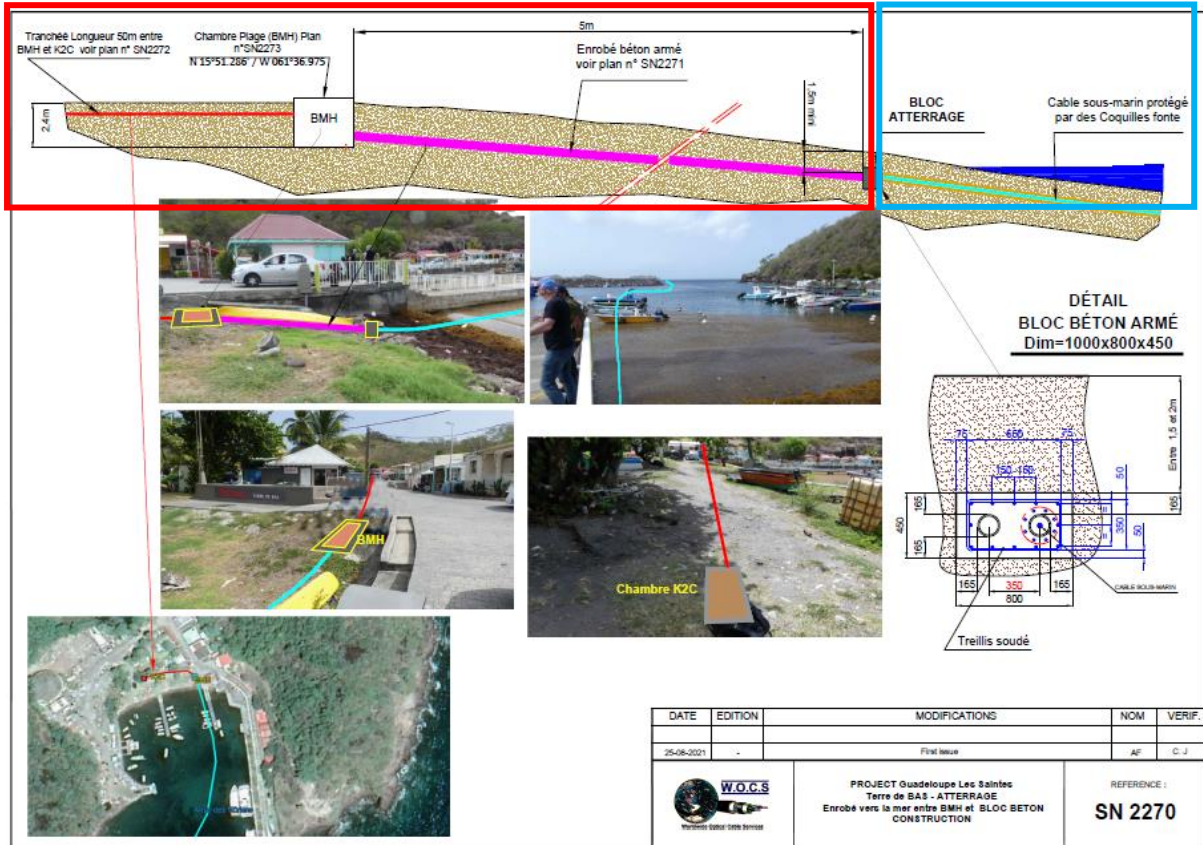 Tranchée Longueur 50m entre
BMH et K2C voir plan n° SN2272
Chambre Plage (BMH) Plan
n°SN2273
N 15°51.286' / W 061°36.975'
5m
Enrobé béton armé
voir plan n° SN2271
2,4m
BMH
1,5m mini
BLOC
ATTERRAGE
Cable sous-marin protégé
par des Coquilles fonte
DÉTAIL
BLOC BÉTON ARMÉ
Dim=1000x800x450
Entre 1,5 et 2m
75
650
75
150
150
50
165
165
450
350
50
165
165
350
165
800
CABLE SOUS-MARIN
Treillis soudé
BMH
Chambre K2C
DATE EDITION MODIFICATIONS NOM VERIF.
25-08-2021 - First Issue AF C. J
W.O.C.S
Worldwide Optical Cable Services
PROJECT Guadeloupe Les Saintes
Terre de BAS - ATTERRAGE
Enrobé vers la mer entre BMH et BLOC BETON
CONSTRUCTION
REFERENCE :
SN 2270